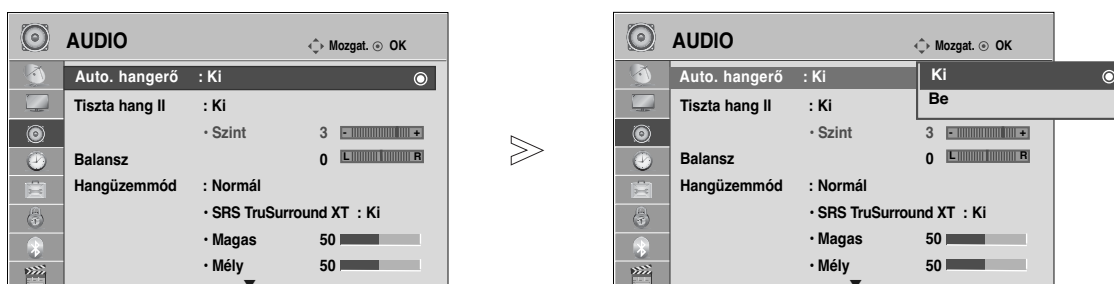 AUDIO Mozgat. OK
Auto. hangerő : Ki
Tiszta hang II : Ki
• Szint 3 - +
Balansz 0 L R
Hangüzemmód : Normál
• SRS TruSurround XT : Ki
• Magas 50
• Mély 50
>
AUDIO Mozgat. OK
Auto. hangerő : Ki
Ki
Be
Tiszta hang II : Ki
• Szint 3 - +
Balansz 0 L R
Hangüzemmód : Normál
• SRS TruSurround XT : Ki
• Magas 50
• Mély 50